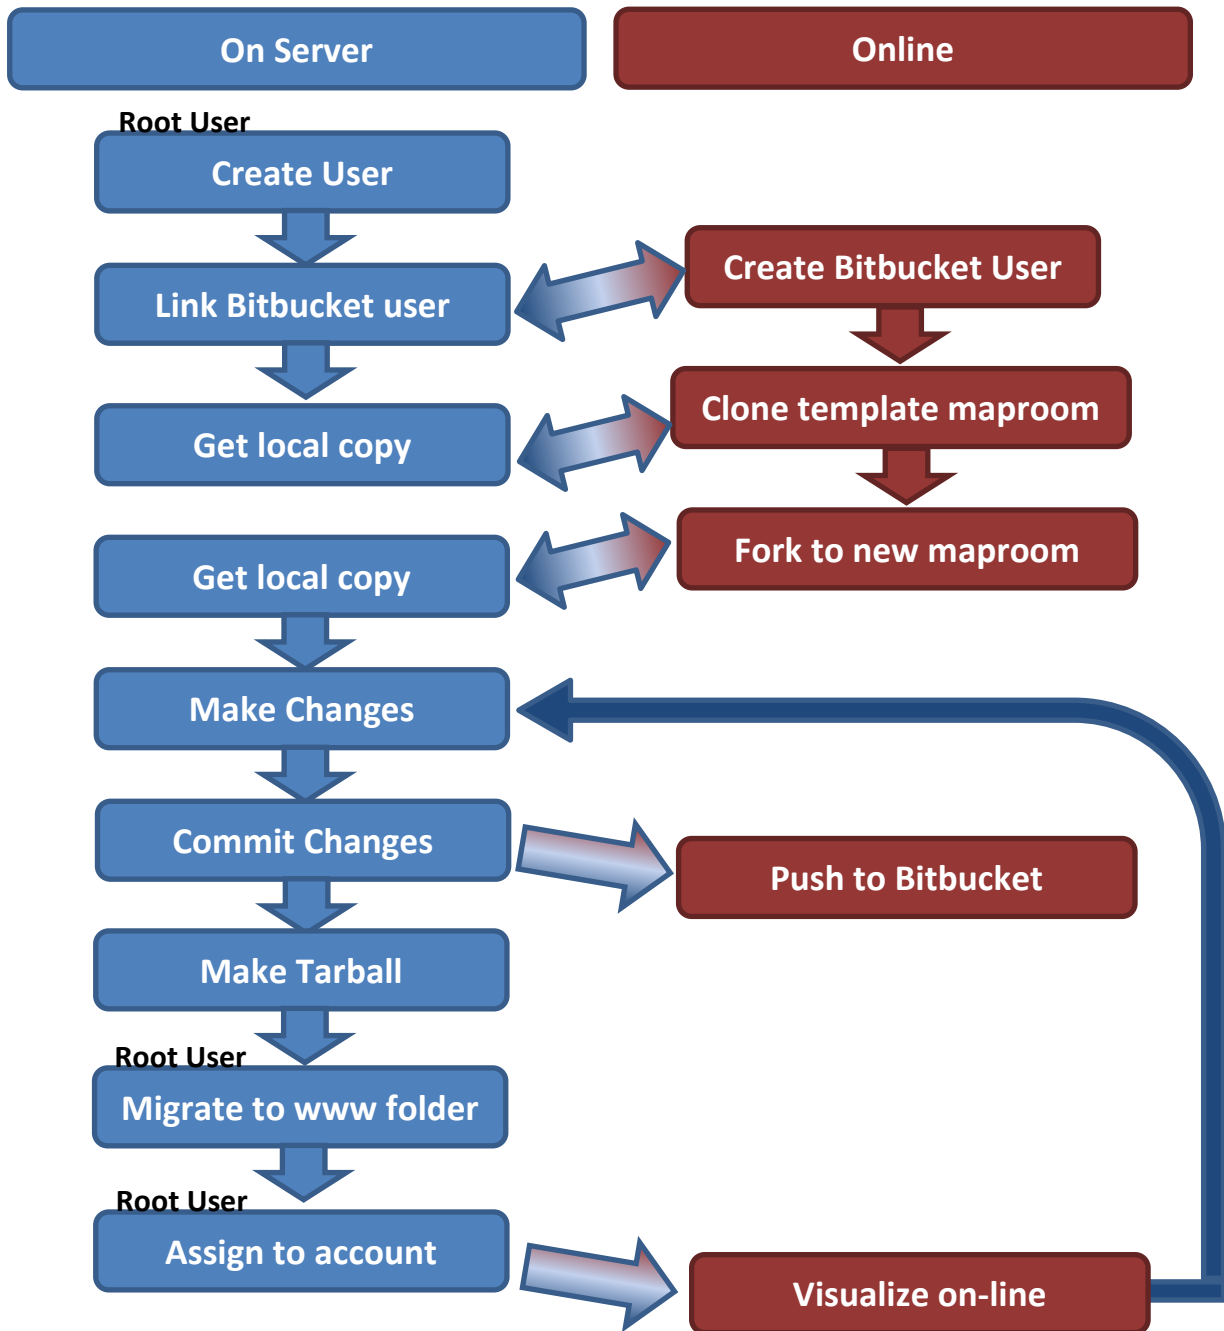 On Server
Online
Root User
Create User
Create Bitbucket User
Link Bitbucket user
Clone template maproom
Get local copy
Fork to new maproom
Get local copy
Make Changes
Commit Changes
Push to Bitbucket
Make Tarball
Root User
Migrate to www folder
Root User
Assign to account
Visualize on-line